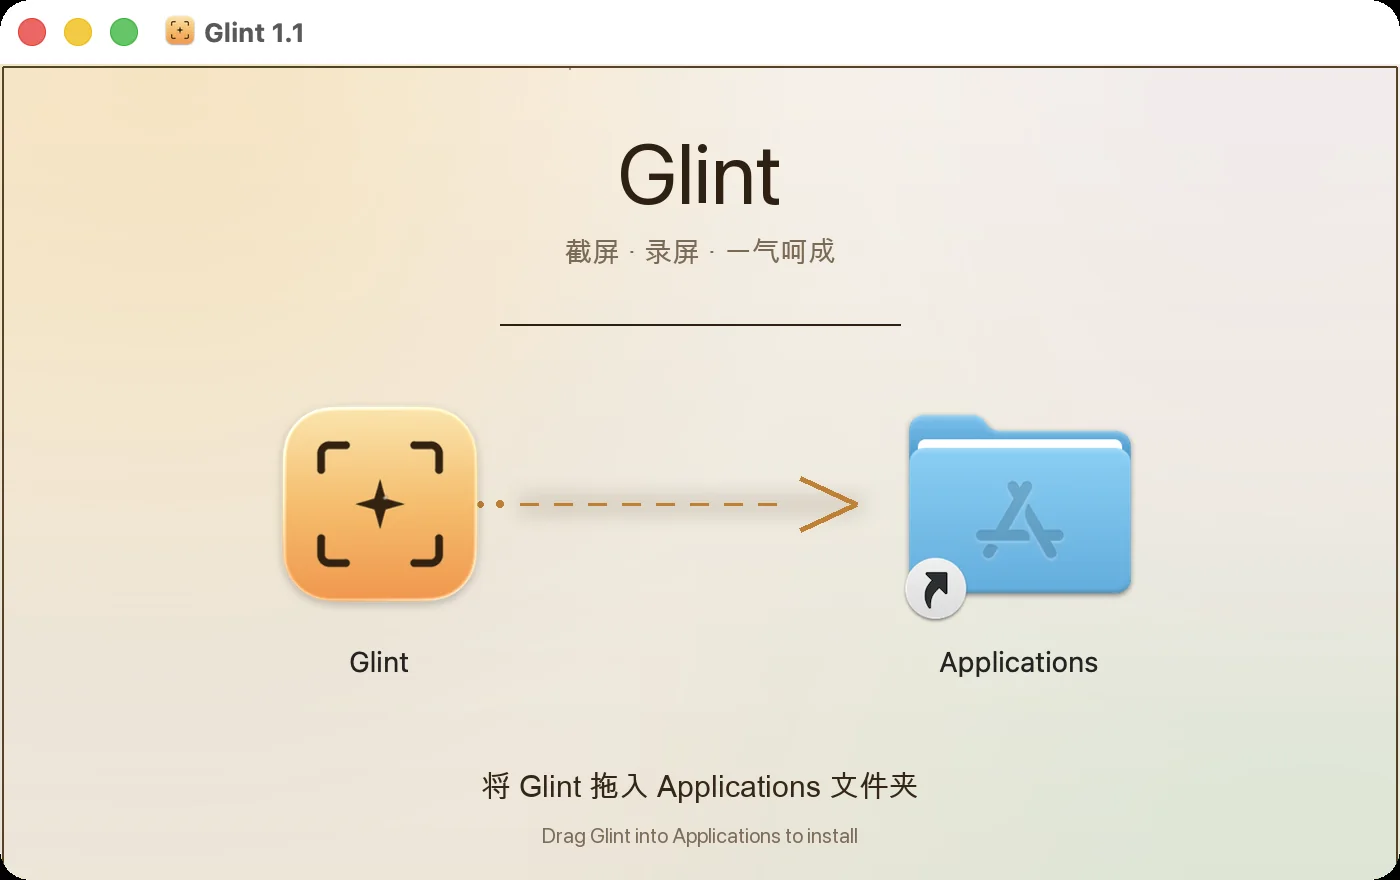 Glint 1.1
Glint
截屏 · 录屏 · 一气呵成
Glint
Applications
将 Glint 拖入 Applications 文件夹
Drag Glint into Applications to install